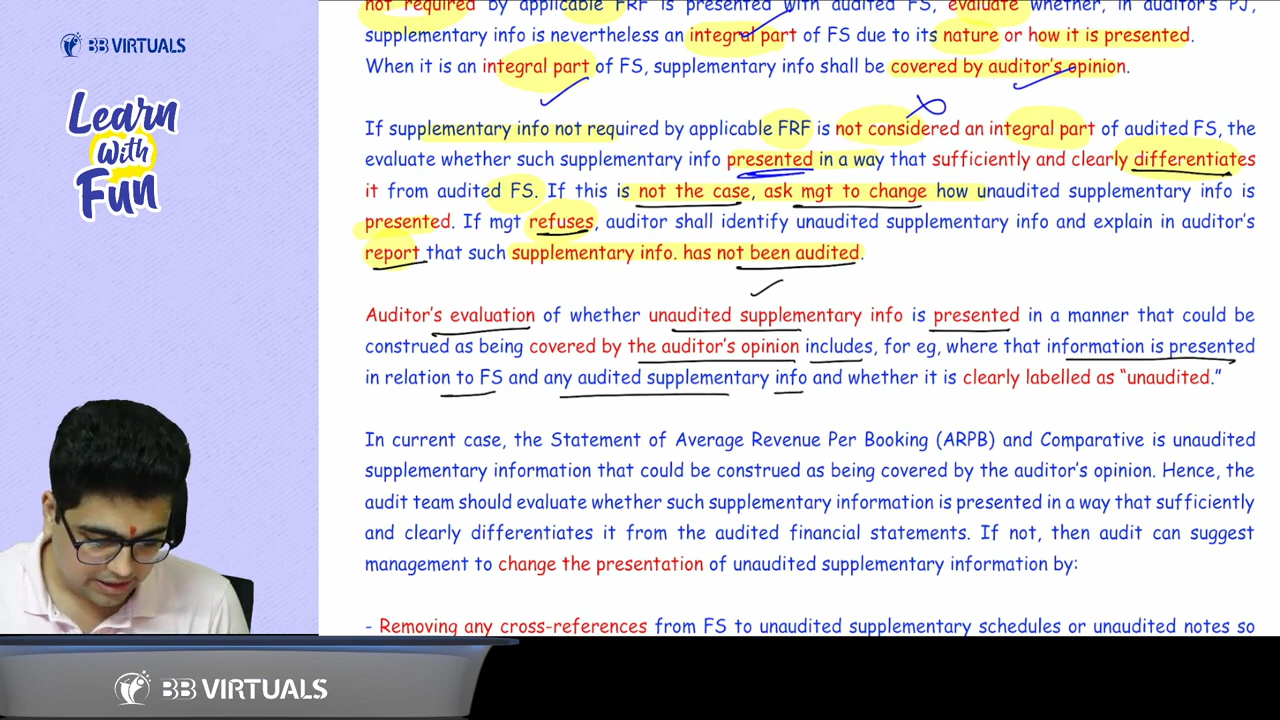 not required by applicable FRF is presented with audited FS, evaluate whether, in auditor's PJ,
supplementary info is nevertheless an integral part of FS due to its nature or how it is presented.
When it is an integral part of FS, supplementary info shall be covered by auditor's opinion.
If supplementary info not required by applicable FRF is not considered an integral part of audited FS, the
evaluate whether such supplementary info presented in a way that sufficiently and clearly differentiates
it from audited FS. If this is not the case, ask mgt to change how unaudited supplementary info is
presented. If mgt refuses, auditor shall identify unaudited supplementary info and explain in auditor's
report that such supplementary info. has not been audited.
Auditor's evaluation of whether unaudited supplementary info is presented in a manner that could be
construed as being covered by the auditor's opinion includes, for eg, where that information is presented
in relation to FS and any audited supplementary info and whether it is clearly labelled as “unaudited.”
In current case, the Statement of Average Revenue Per Booking (ARPB) and Comparative is unaudited
supplementary information that could be construed as being covered by the auditor's opinion. Hence, the
audit team should evaluate whether such supplementary information is presented in a way that sufficiently
and clearly differentiates it from the audited financial statements. If not, then audit can suggest
management to change the presentation of unaudited supplementary information by:
- Removing any cross-references from FS to unaudited supplementary schedules or unaudited notes so
BB VIRTUALS
Learn
with
Fun
BB VIRTUALS